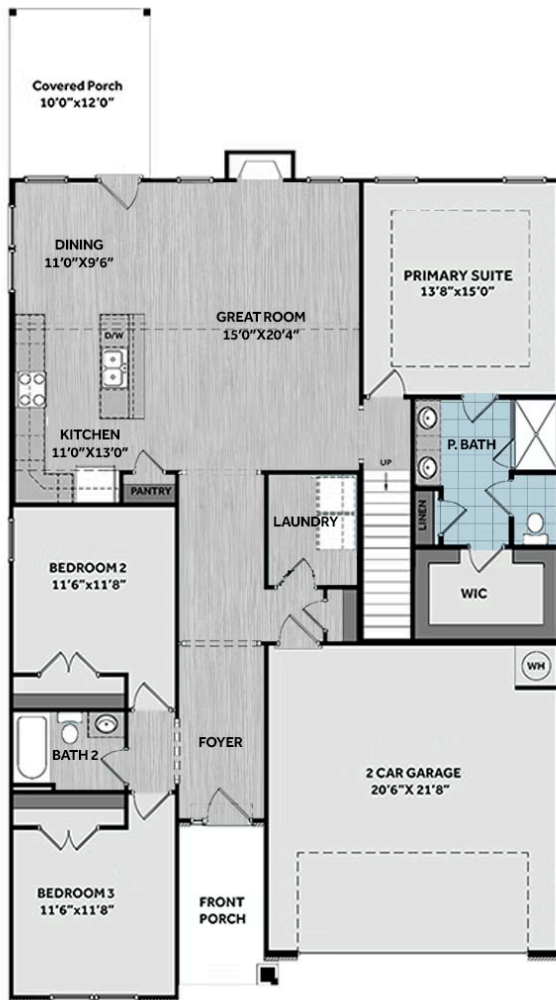 Covered Porch
10'0"x12'0"
DINING
11'0"X9'6"
GREAT ROOM
15'0"X20'4"
PRIMARY SUITE
13'8"x15'0"
D/W
KITCHEN
11'0"X13'0"
P. BATH
UP
PANTRY
LAUNDRY
LINEN
BEDROOM 2
11'6"x11'8"
WIC
WH
BATH 2
FOYER
2 CAR GARAGE
20'6"X 21'8"
BEDROOM 3
11'6"x11'8"
FRONT
PORCH